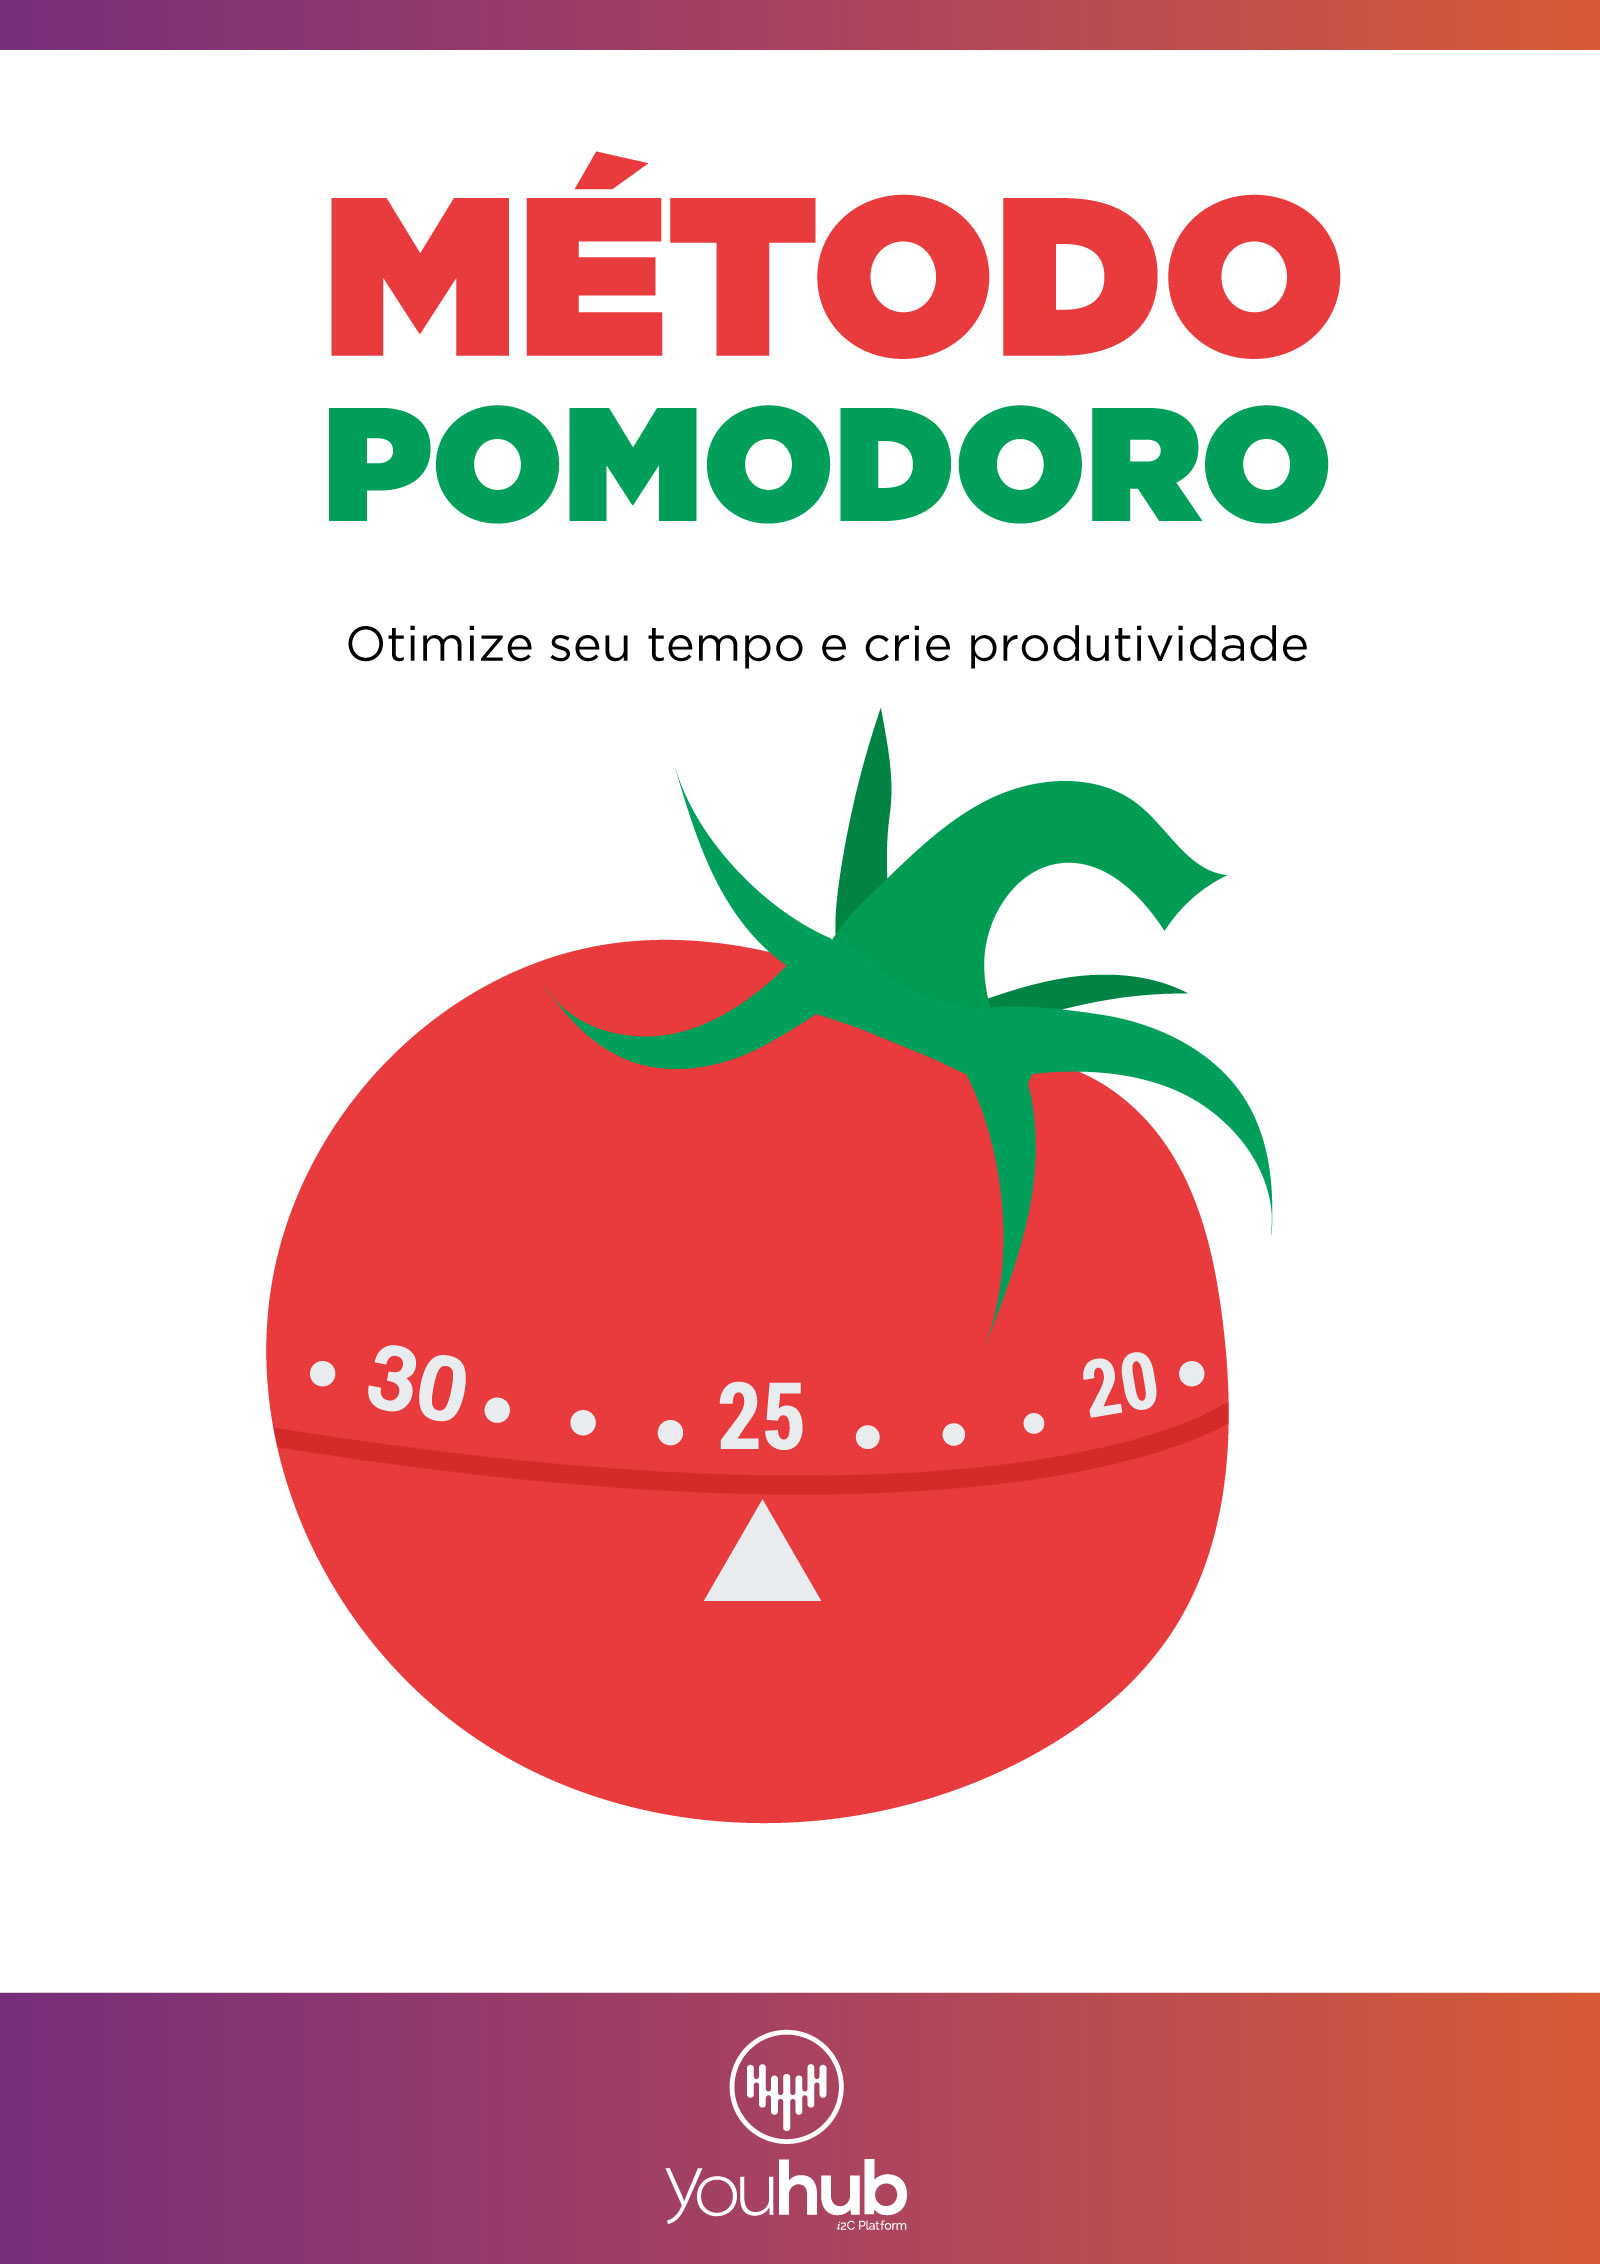 MÉTODO
POMODORO
Otimize seu tempo e crie produtividade
30 25 20
youhub
i2C Platform